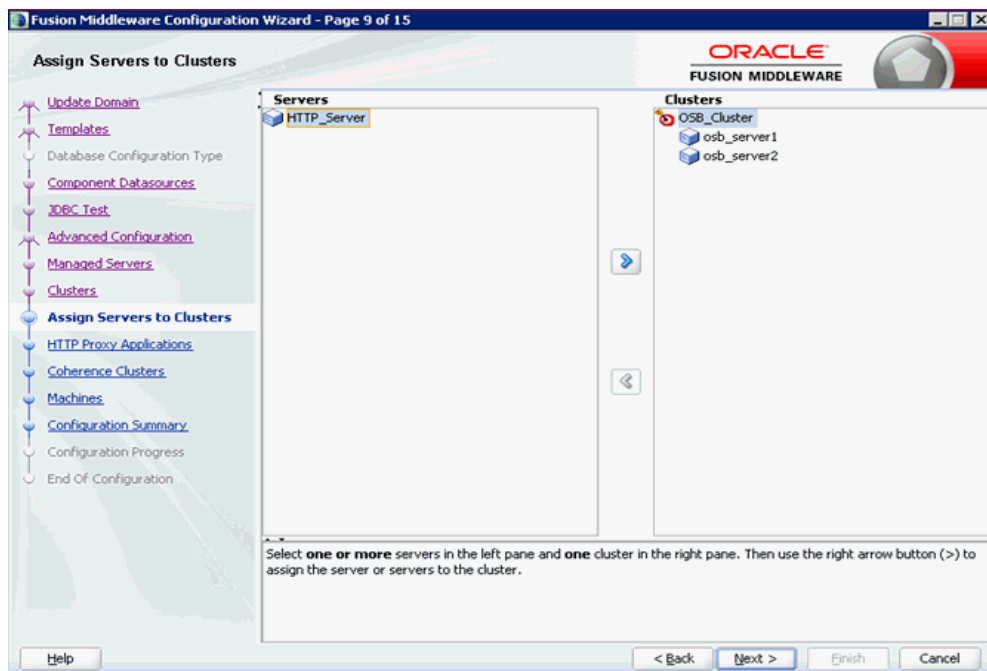 Fusion Middleware Configuration Wizard - Page 9 of 15
Assign Servers to Clusters
ORACLE
FUSION MIDDLEWARE
Update Domain
Templates
Database Configuration Type
Component Datasources
JDBC Test
Advanced Configuration
Managed Servers
Clusters
Assign Servers to Clusters
HTTP Proxy Applications
Coherence Clusters
Machines
Configuration Summary
Configuration Progress
End Of Configuration
Servers
HTTP_Server
Clusters
OSB_Cluster
osb_server1
osb_server2
Select one or more servers in the left pane and one cluster in the right pane. Then use the right arrow button (>) to
assign the server or servers to the cluster.
Help
< Back
Next >
Finish
Cancel